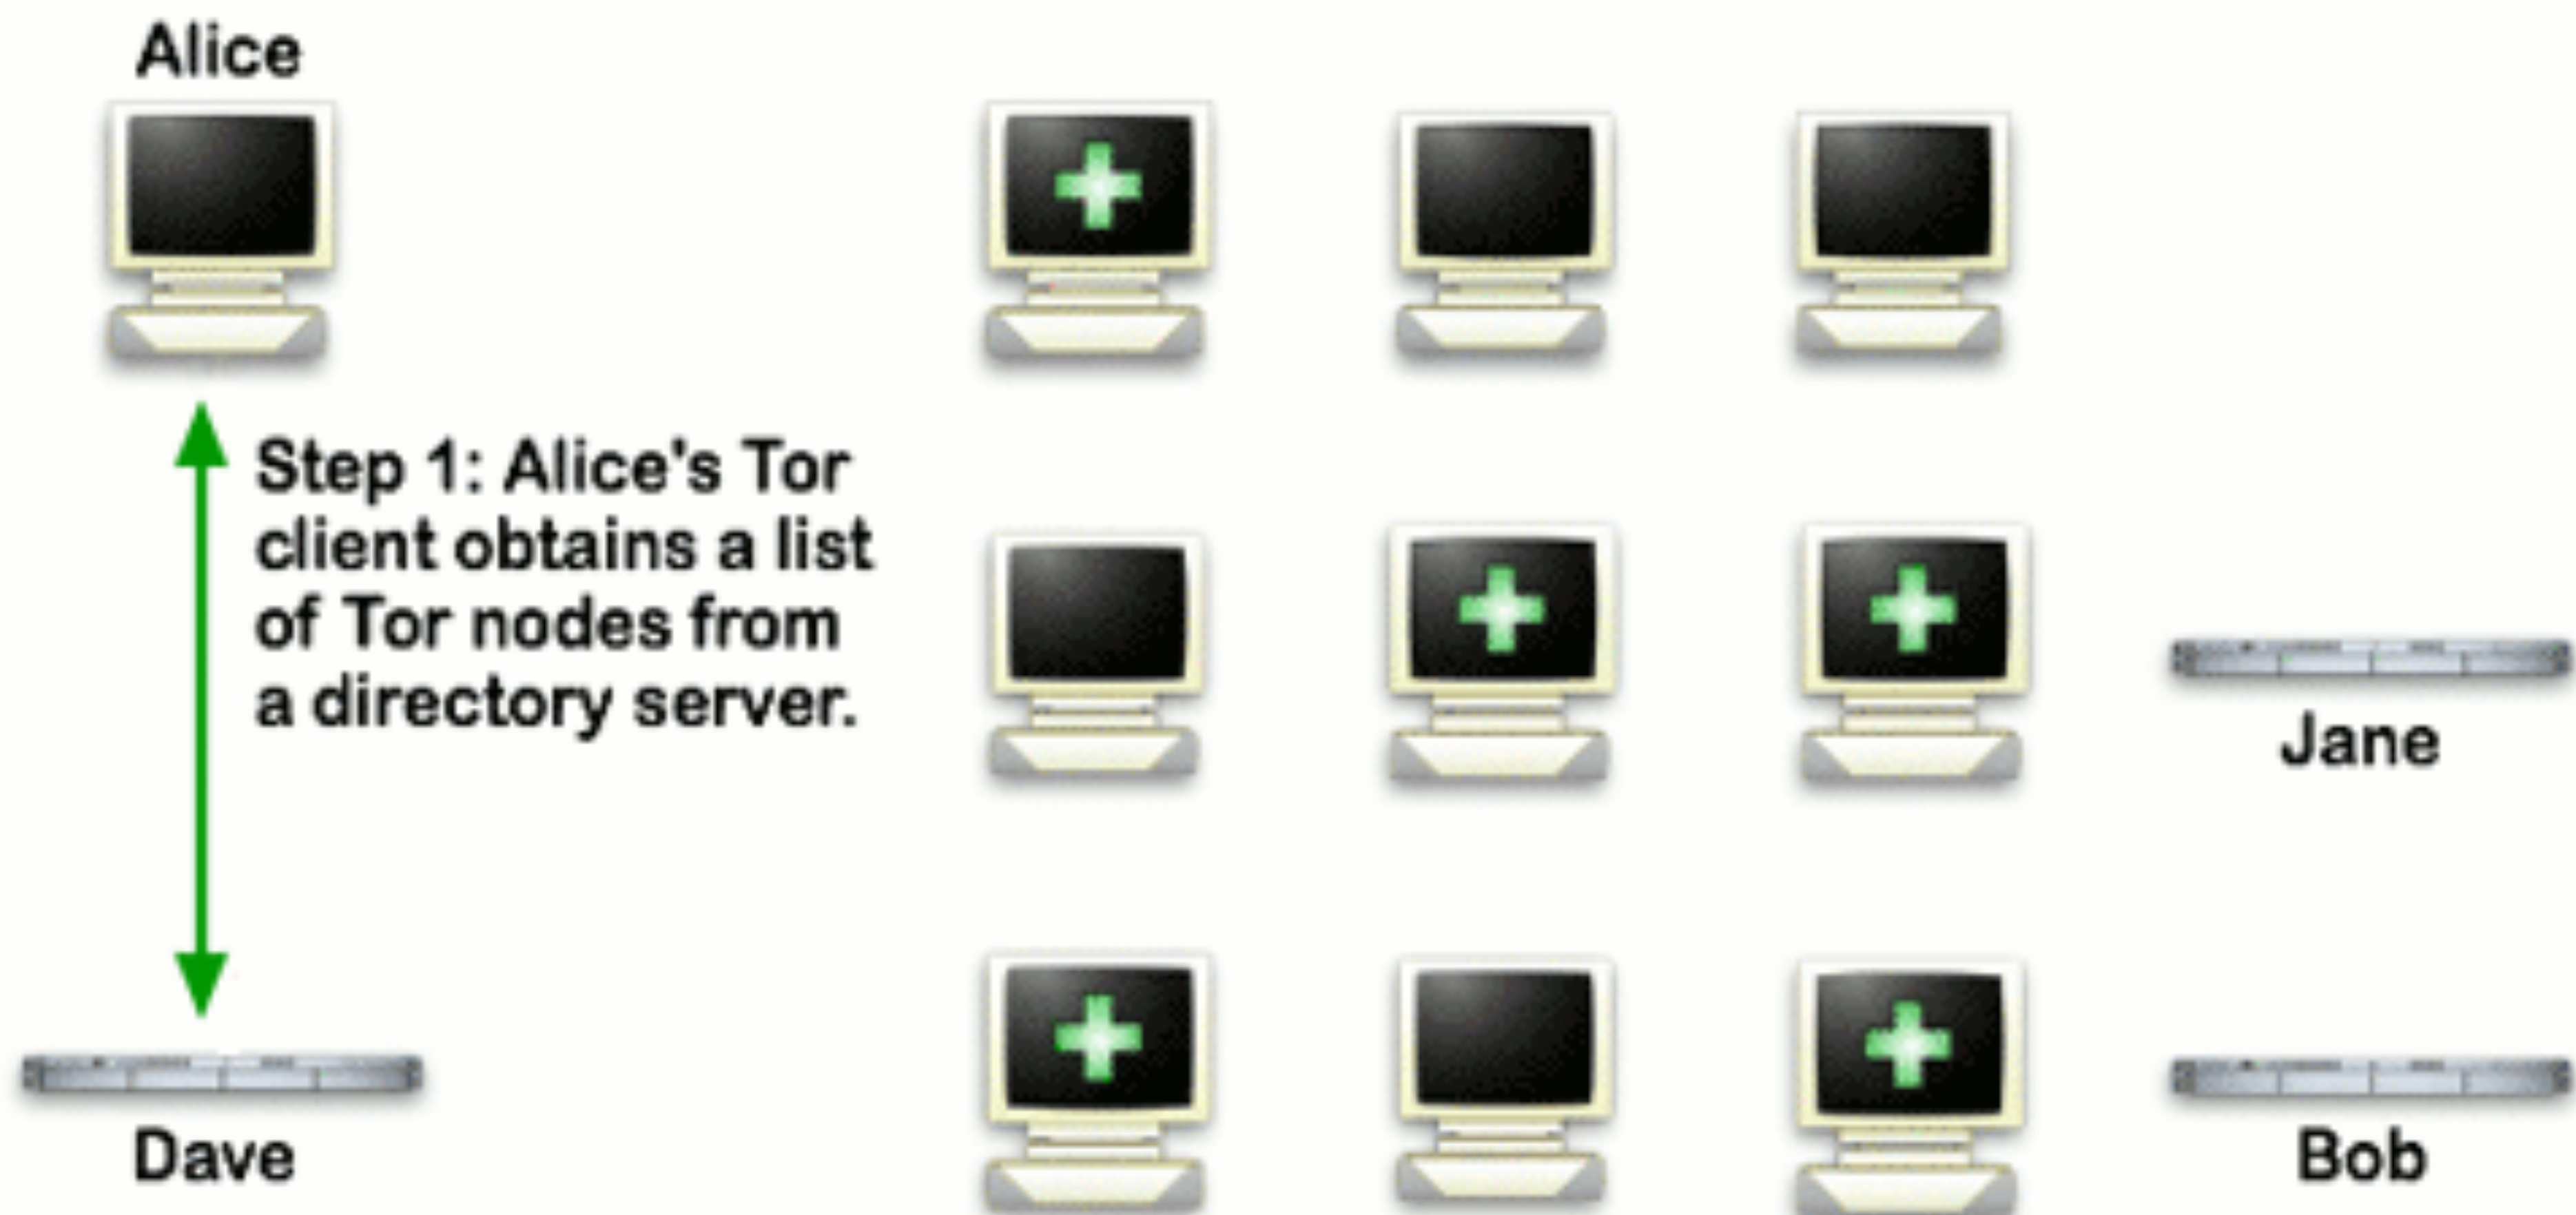 Alice
Step 1: Alice's Tor
client obtains a list
of Tor nodes from
a directory server.
Jane
Dave
Bob